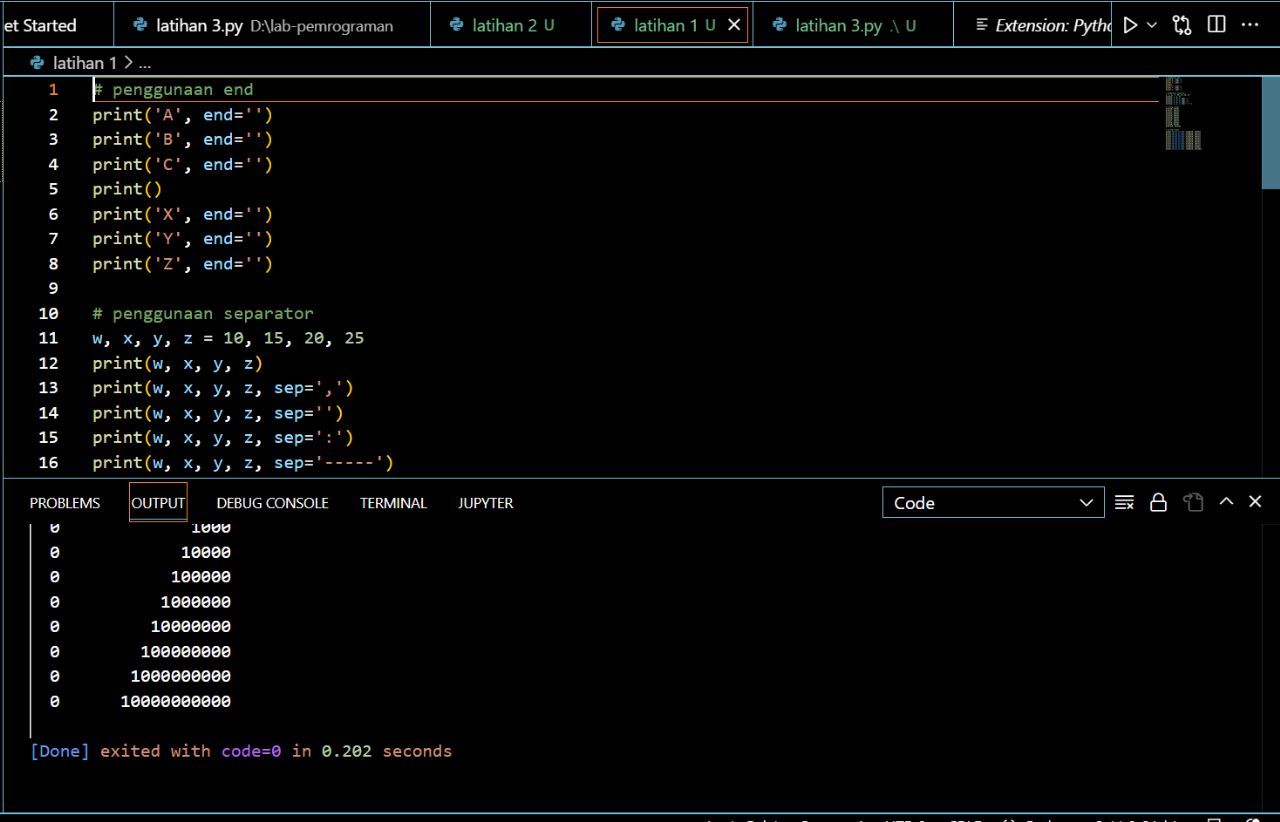 et Started latihan 3.py D:\lab-pemrograman latihan 2 U latihan 1 U latihan 3.py .\ U Extension: Pytho
latihan 1 > ...
1 # penggunaan end
2 print('A', end='')
3 print('B', end='')
4 print('C', end='')
5 print()
6 print('X', end='')
7 print('Y', end='')
8 print('Z', end='')
9
10 # penggunaan separator
11 w, x, y, z = 10, 15, 20, 25
12 print(w, x, y, z)
13 print(w, x, y, z, sep=',')
14 print(w, x, y, z, sep='')
15 print(w, x, y, z, sep=':')
16 print(w, x, y, z, sep='-----')
PROBLEMS OUTPUT DEBUG CONSOLE TERMINAL JUPYTER Code
0 1000
0 10000
0 100000
0 1000000
0 10000000
0 100000000
0 1000000000
0 10000000000
[Done] exited with code=0 in 0.202 seconds